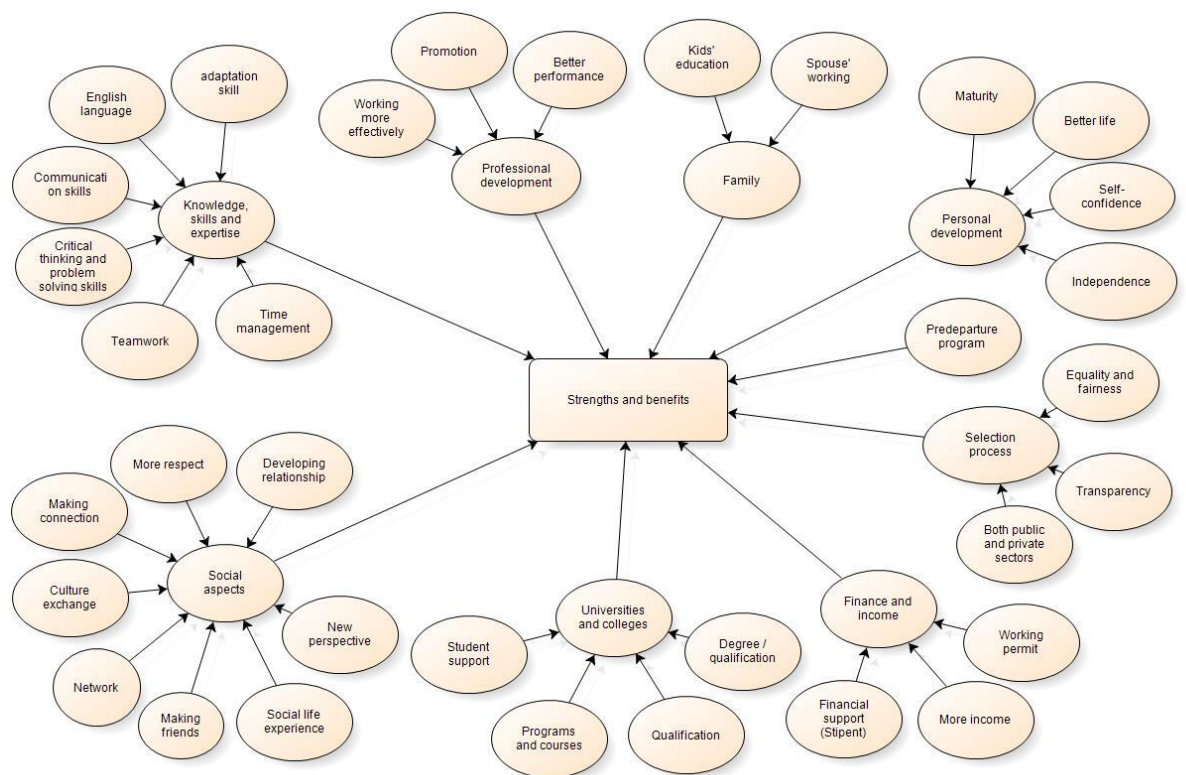 Promotion
Better
performance
Working
more
effectively
Professional
development
Kids'
education
Spouse'
working
Family
adaptation
skill
English
language
Communicati
on skills
Critical
thinking and
problem
solving skills
Teamwork
Time
management
Knowledge,
skills and
expertise
Maturity
Better life
Self-
confidence
Independence
Personal
development
Predeparture
program
Strengths and benefits
Equality and
fairness
Selection
process
Transparency
Both public
and private
sectors
More respect
Developing
relationship
Making
connection
Culture
exchange
Social
aspects
New
perspective
Network
Making
friends
Social life
experience
Universities
and colleges
Student
support
Degree /
qualification
Programs
and courses
Qualification
Finance and
income
Working
permit
Financial
support
(Stipent)
More income